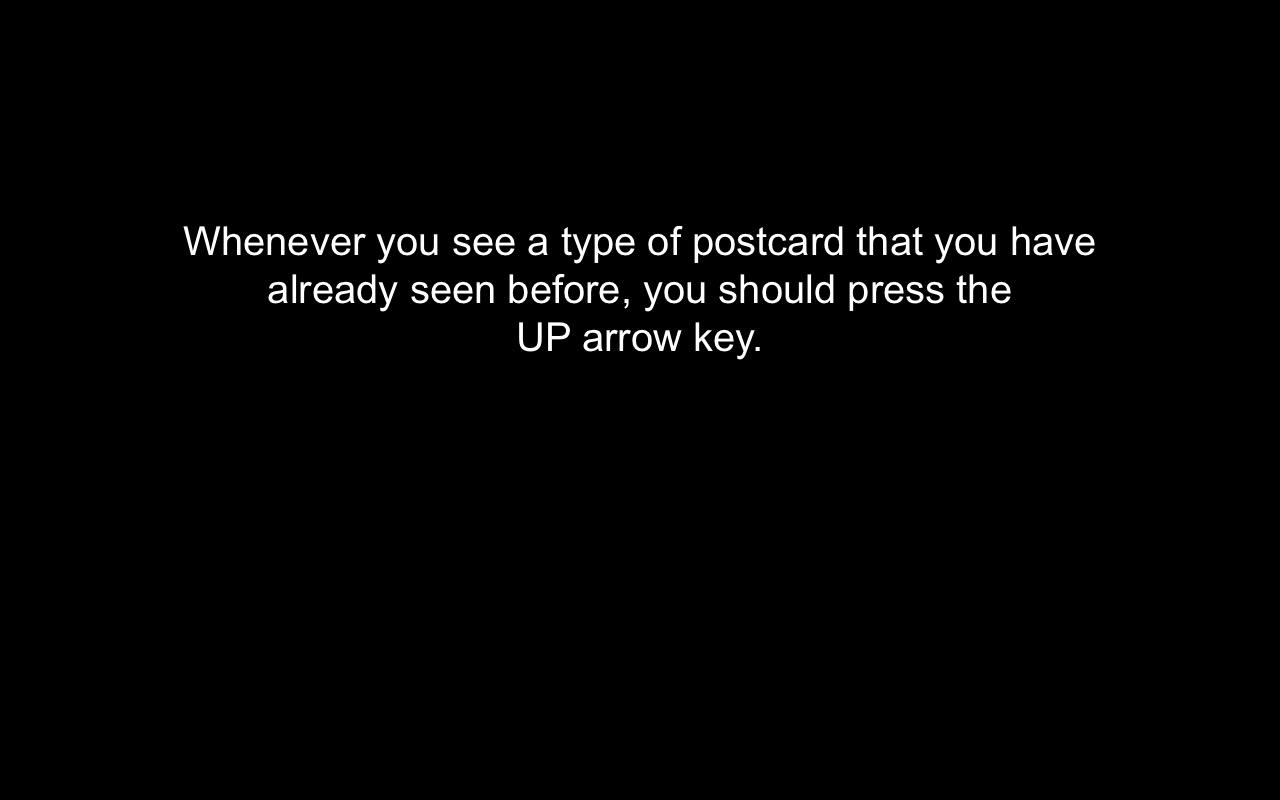 Whenever you see a type of postcard that you have
already seen before, you should press the
UP arrow key.